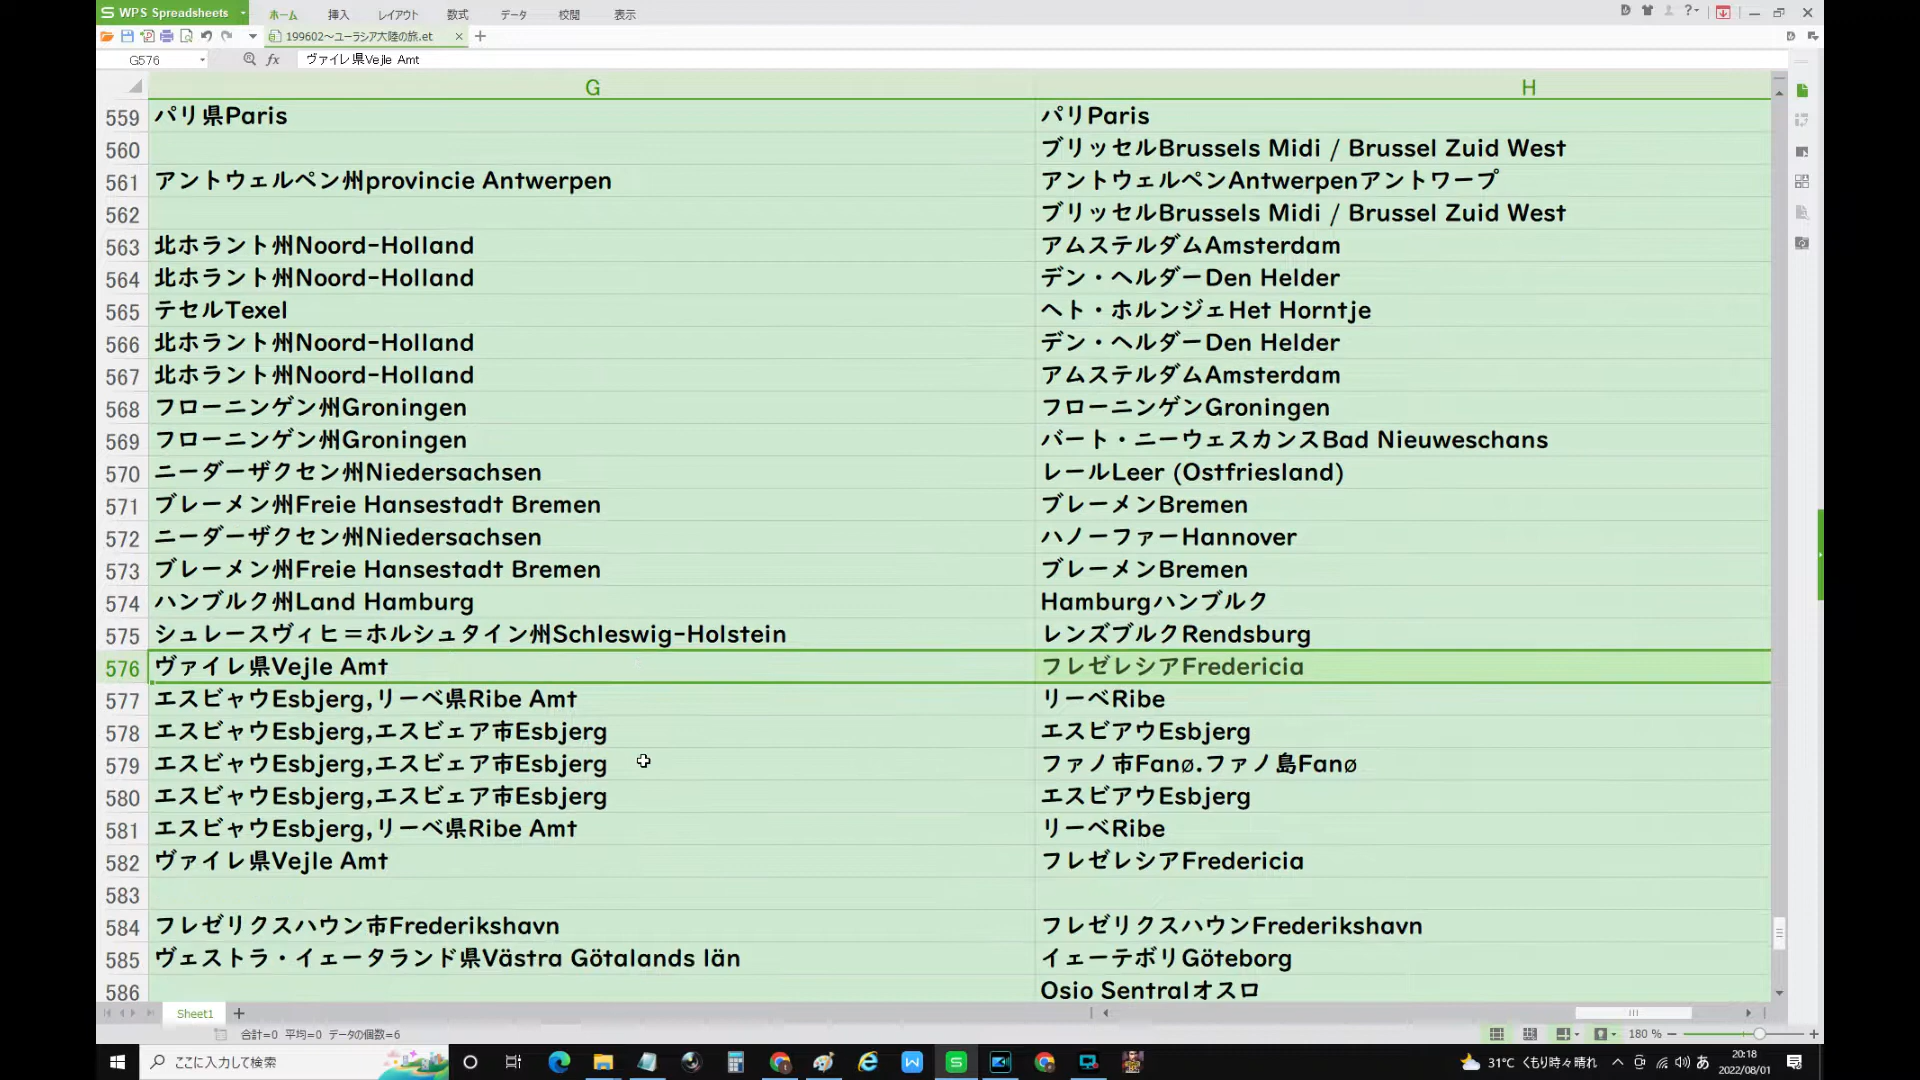 WPS Spreadsheets
ホーム 挿入 レイアウト 数式 データ 校閲 表示
199602～ユーラシア大陸の旅.et
G576 fx ヴァイレ県Vejle Amt
G H
559 パリ県Paris パリParis
560 ブリッセルBrussels Midi / Brussel Zuid West
561 アントウェルペン州provincie Antwerpen アントウェルペンAntwerpenアントワープ
562 ブリッセルBrussels Midi / Brussel Zuid West
563 北ホラント州Noord-Holland アムステルダムAmsterdam
564 北ホラント州Noord-Holland デン・ヘルダーDen Helder
565 テセルTexel ヘト・ホルンジェHet Horntje
566 北ホラント州Noord-Holland デン・ヘルダーDen Helder
567 北ホラント州Noord-Holland アムステルダムAmsterdam
568 フローニンゲン州Groningen フローニンゲンGroningen
569 フローニンゲン州Groningen バート・ニーウェスカンスBad Nieuweschans
570 ニーダーザクセン州Niedersachsen レールLeer (Ostfriesland)
571 ブレーメン州Freie Hansestadt Bremen ブレーメンBremen
572 ニーダーザクセン州Niedersachsen ハノーファーHannover
573 ブレーメン州Freie Hansestadt Bremen ブレーメンBremen
574 ハンブルク州Land Hamburg Hamburgハンブルク
575 シュレースヴィヒ＝ホルシュタイン州Schleswig-Holstein レンズブルクRendsburg
576 ヴァイレ県Vejle Amt フレゼレシアFredericia
577 エスビャウEsbjerg,リーベ県Ribe Amt リーベRibe
578 エスビャウEsbjerg,エスビェア市Esbjerg エスビアウEsbjerg
579 エスビャウEsbjerg,エスビェア市Esbjerg ファノ市Fanø.ファノ島Fanø
580 エスビャウEsbjerg,エスビェア市Esbjerg エスビアウEsbjerg
581 エスビャウEsbjerg,リーベ県Ribe Amt リーベRibe
582 ヴァイレ県Vejle Amt フレゼレシアFredericia
583
584 フレゼリクスハウン市Frederikshavn フレゼリクスハウンFrederikshavn
585 ヴェストラ・イェータランド県Västra Götalands län イェーテボリGöteborg
586 Osio Sentralオスロ
Sheet1
合計=0 平均=0 データの個数=6 180 %
ここに入力して検索 31°C くもり時々晴れ あ 20:18
2022/08/01